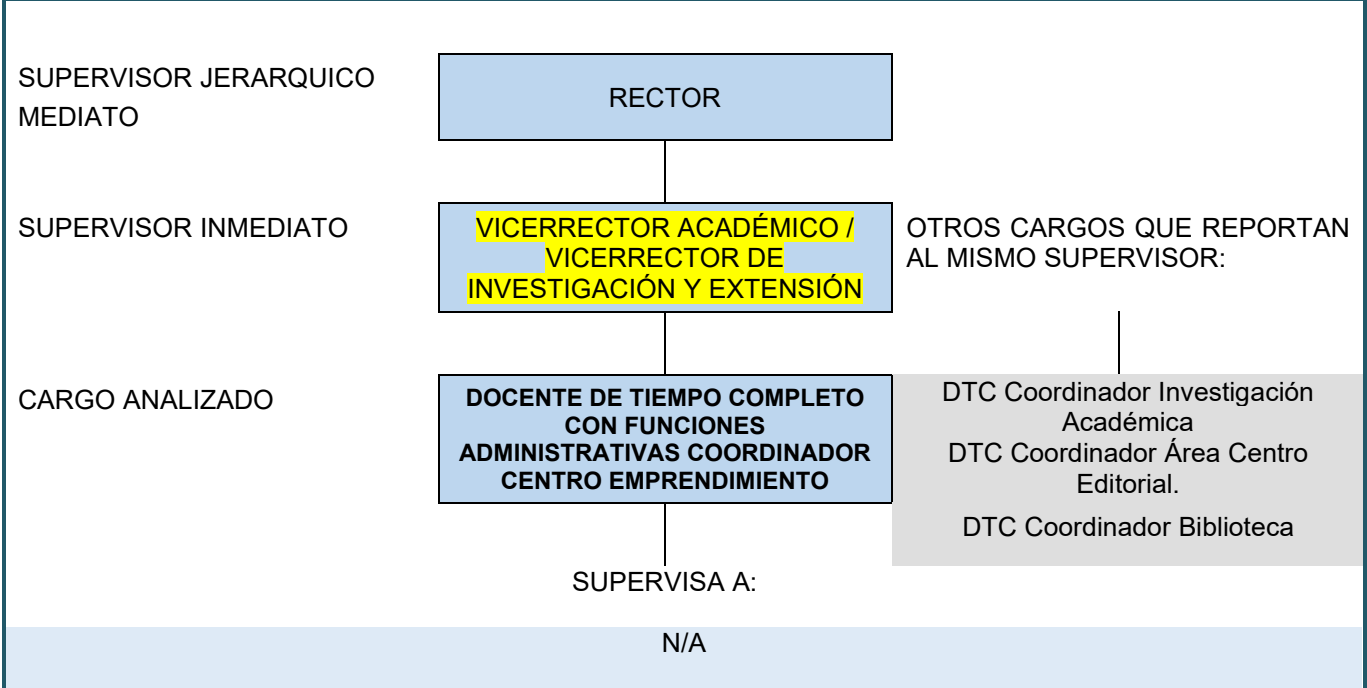 SUPERVISOR JERARQUICO
MEDIATO
RECTOR
SUPERVISOR INMEDIATO
VICERRECTOR ACADÉMICO /
VICERRECTOR DE
INVESTIGACIÓN Y EXTENSIÓN
OTROS CARGOS QUE REPORTAN
AL MISMO SUPERVISOR:
CARGO ANALIZADO
DOCENTE DE TIEMPO COMPLETO
CON FUNCIONES
ADMINISTRATIVAS COORDINADOR
CENTRO EMPRENDIMIENTO
DTC Coordinador Investigación
Académica
DTC Coordinador Área Centro
Editorial.
DTC Coordinador Biblioteca
SUPERVISA A:
N/A